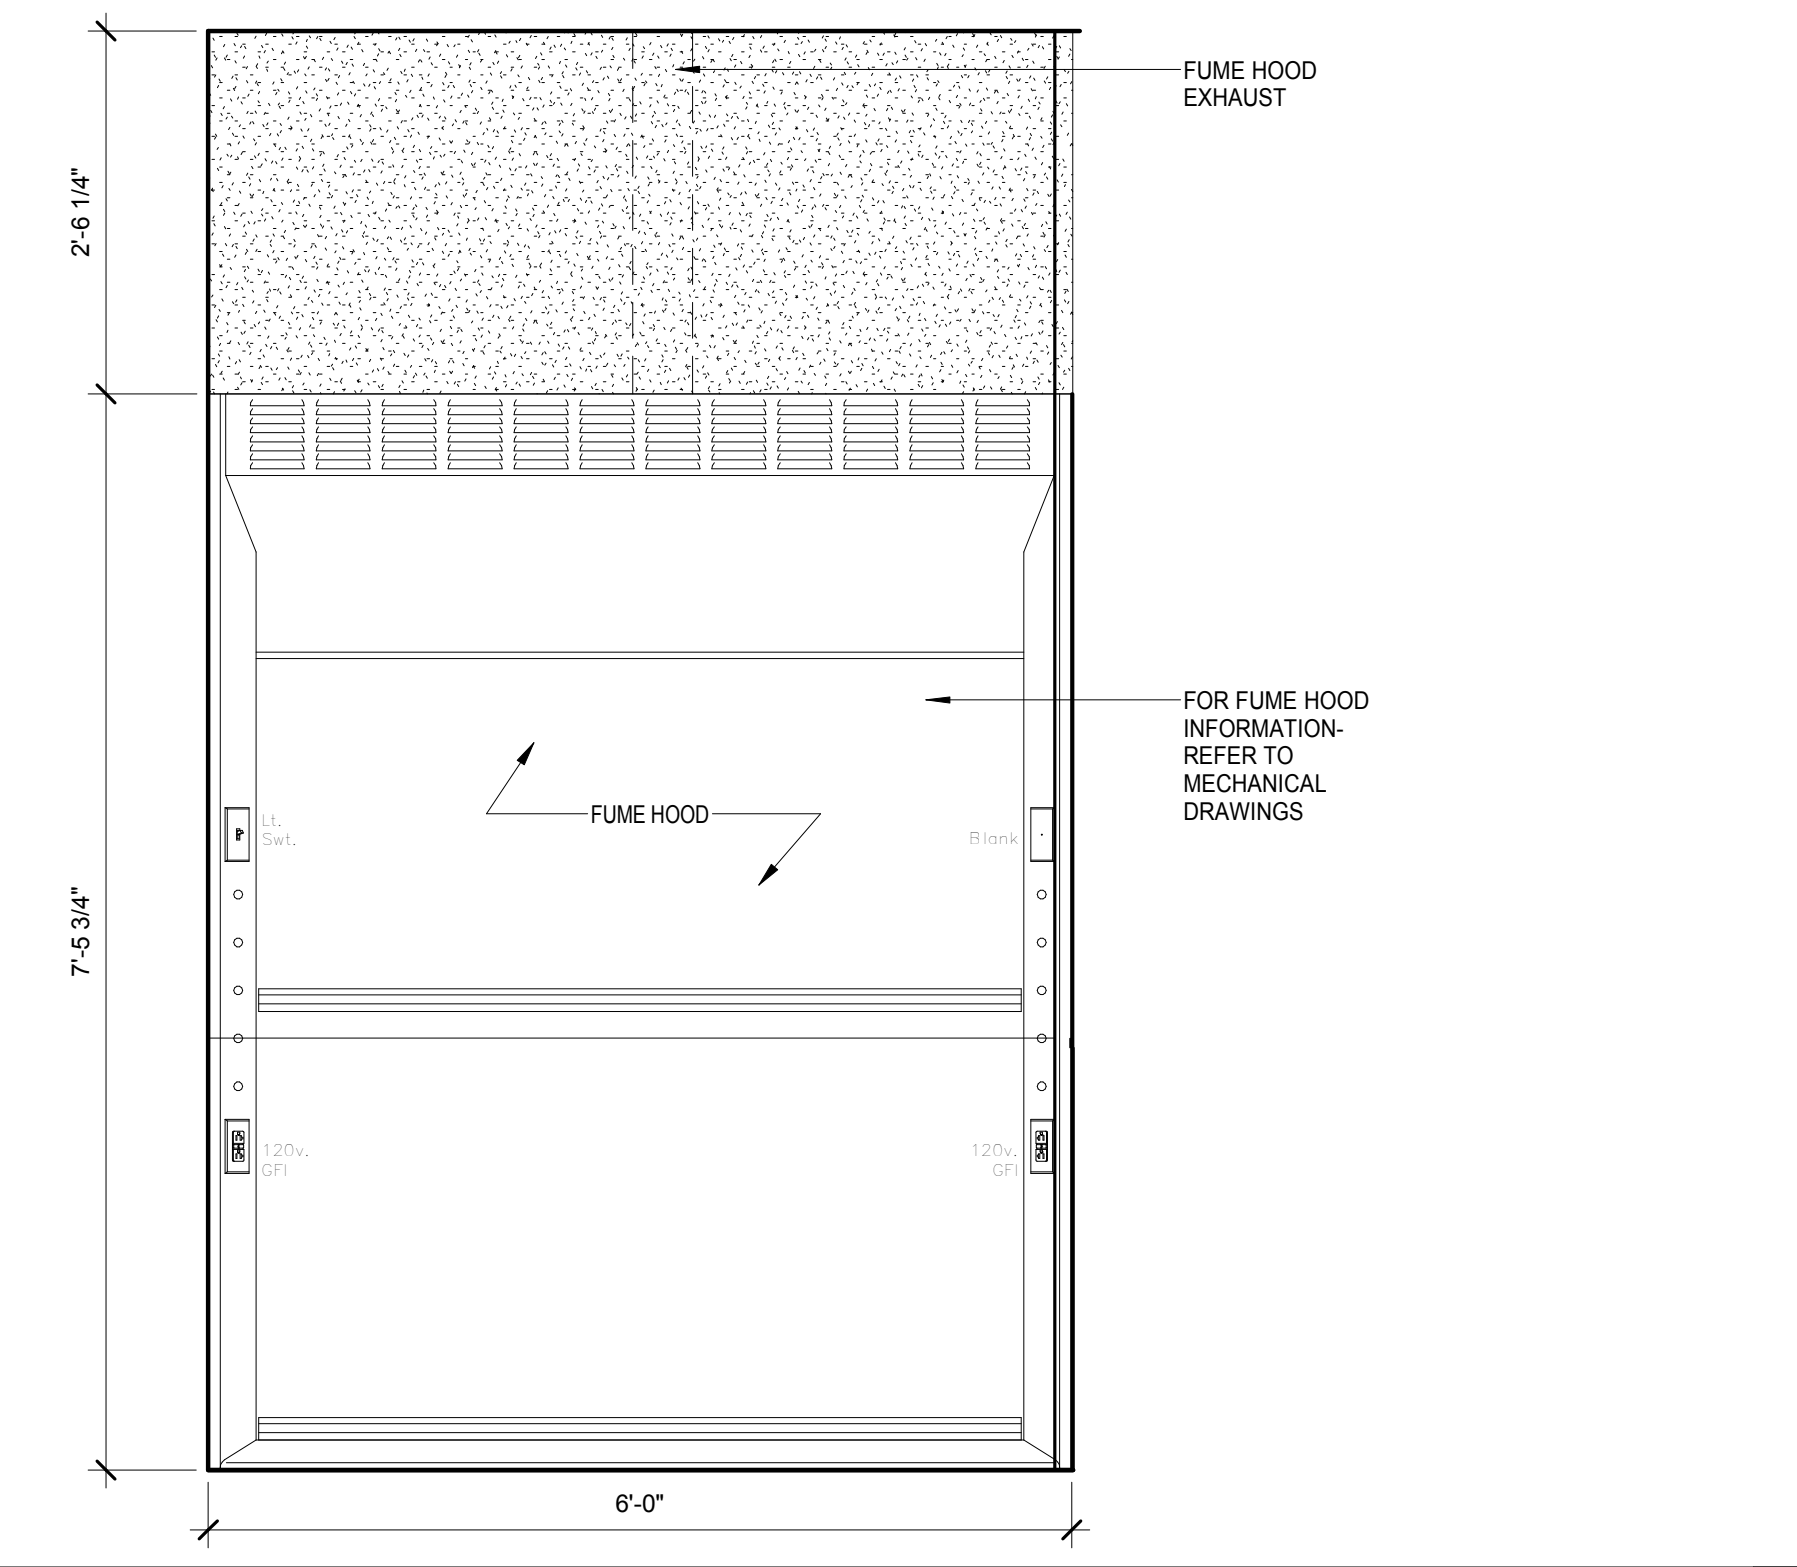 FUME HOOD
EXHAUST
2'-6 1/4"
FOR FUME HOOD
INFORMATION-
REFER TO
MECHANICAL
DRAWINGS
FUME HOOD
Lt.
Swt.
Blank
7'-5 3/4"
120v.
GFI
120v.
GFI
6'-0"